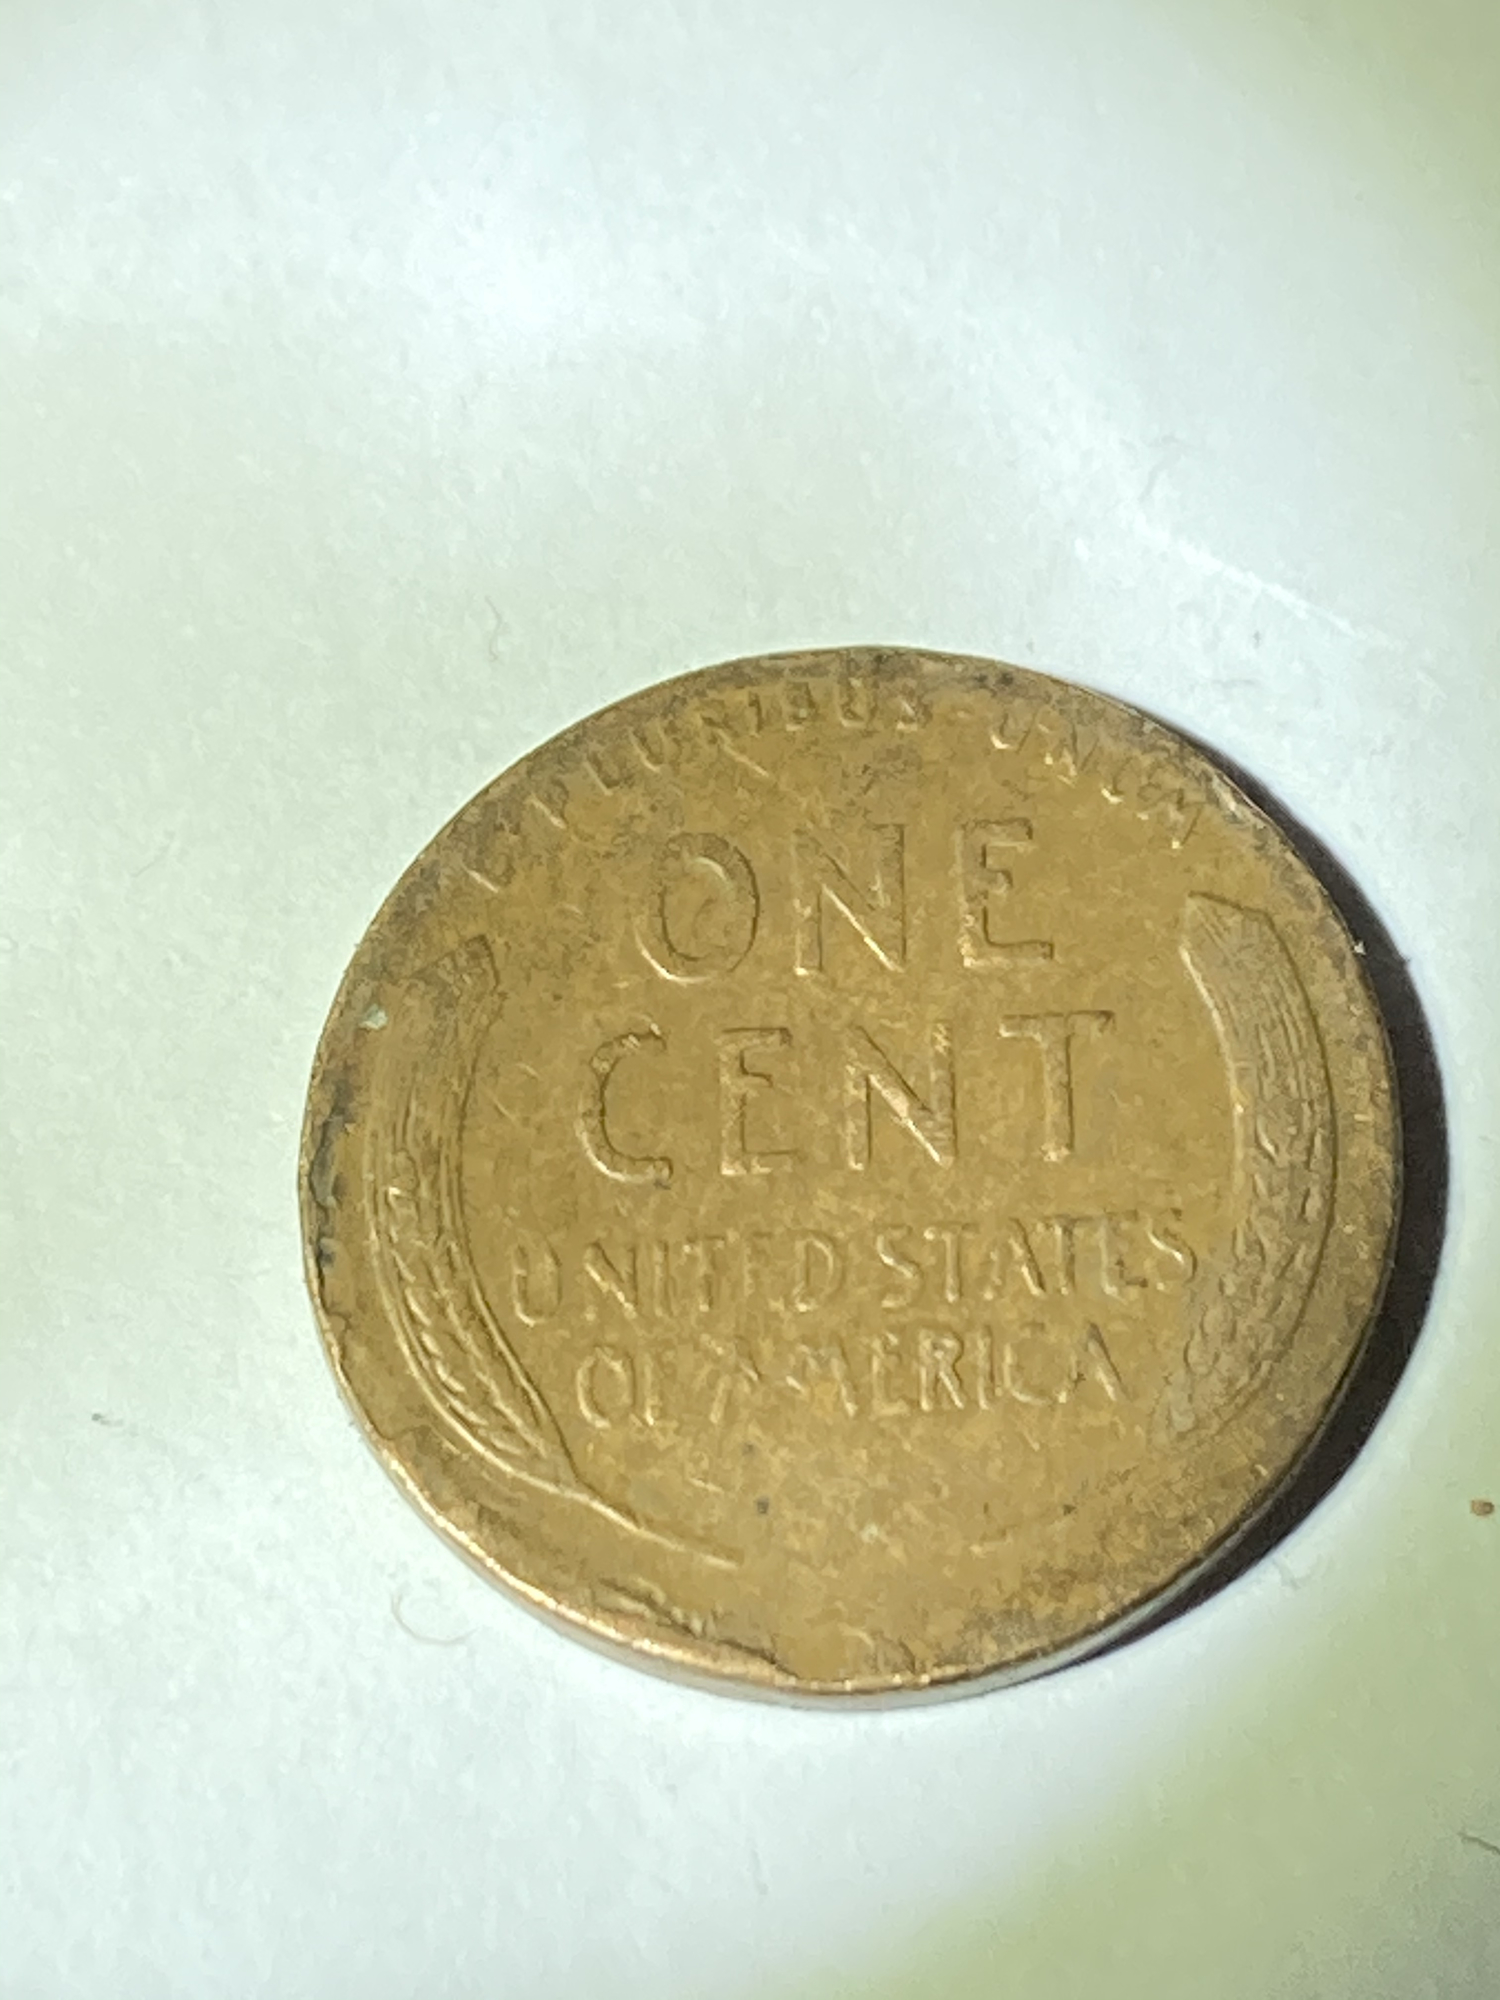 E PLURIBUS · UNUM
ONE
CENT
UNITED STATES
OF AMERICA